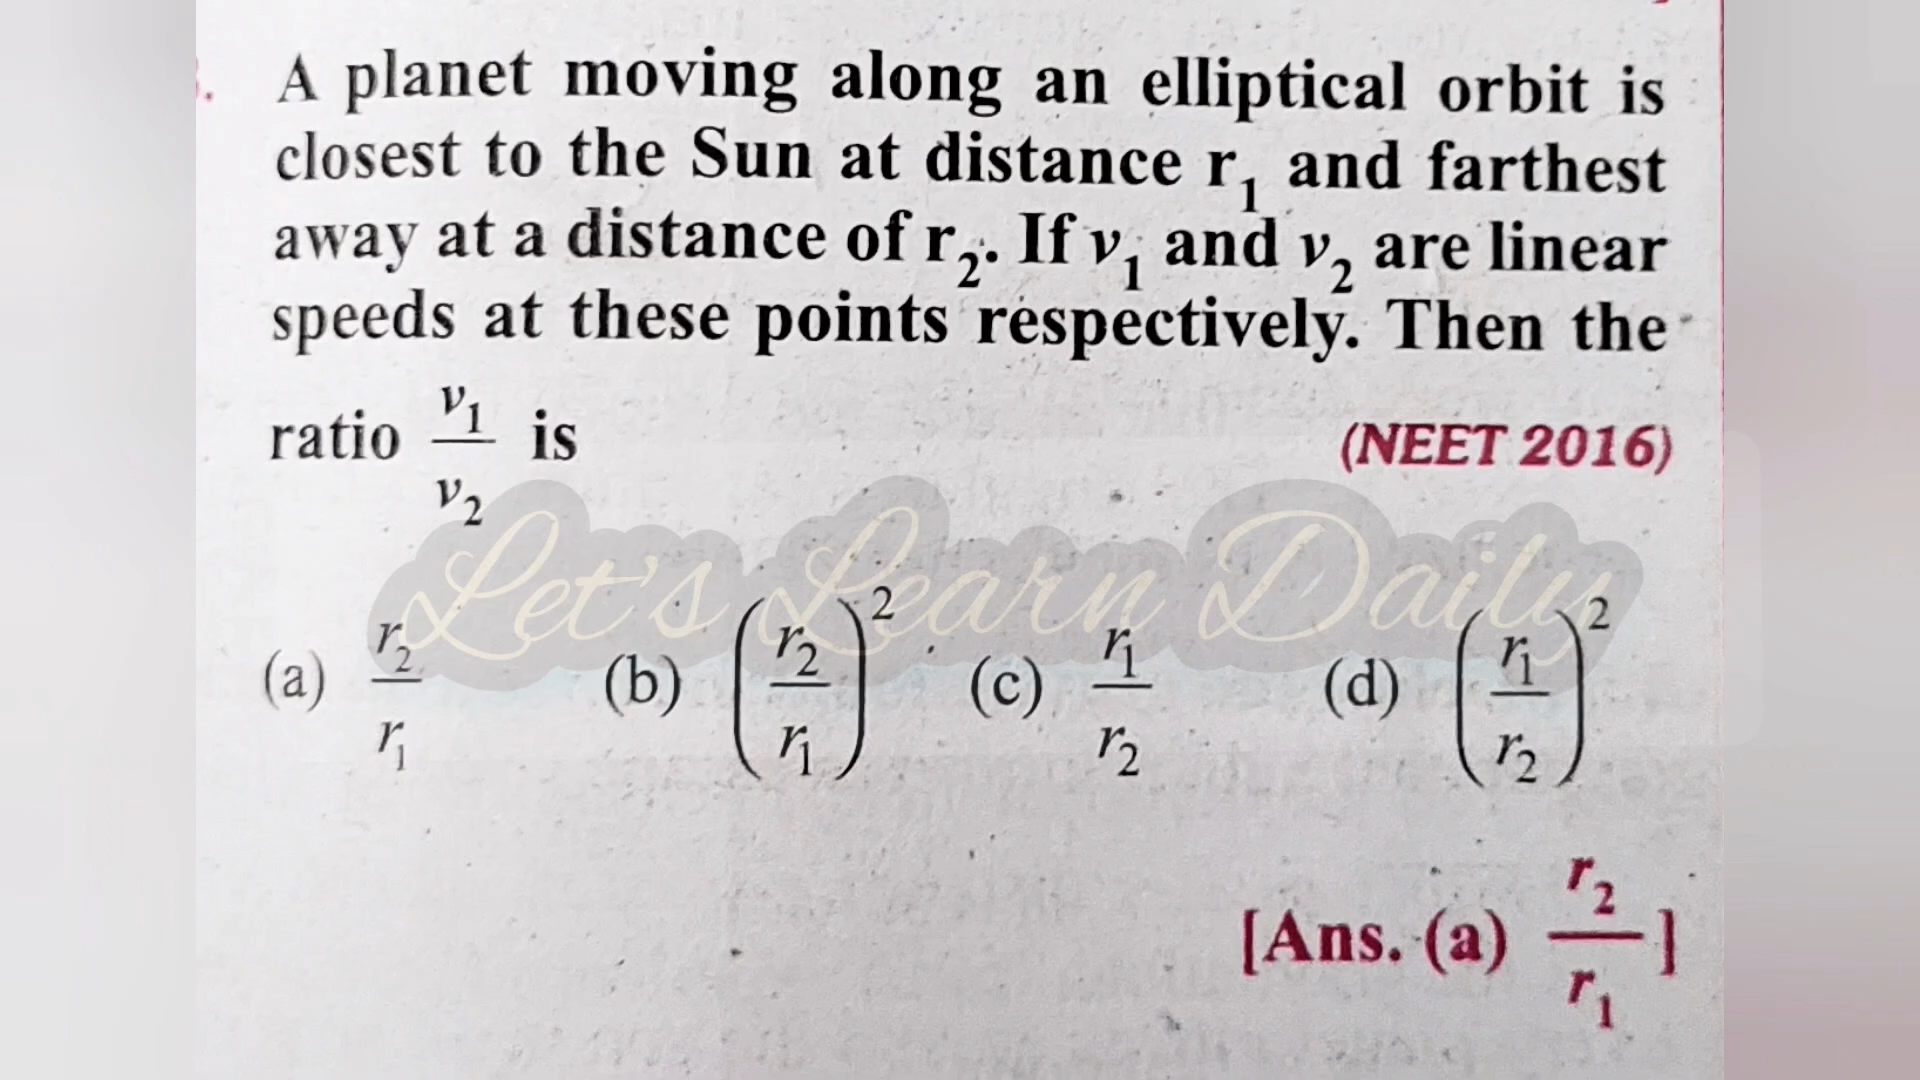 A planet moving along an elliptical orbit is
closest to the Sun at distance r₁ and farthest
away at a distance of r₂. If v₁ and v₂ are linear
speeds at these points respectively. Then the
ratio v₁/v₂ is (NEET 2016)
Let's Learn Daily
(a) r₂/r₁ (b) (r₂/r₁)² (c) r₁/r₂ (d) (r₁/r₂)²
[Ans. (a) r₂/r₁]